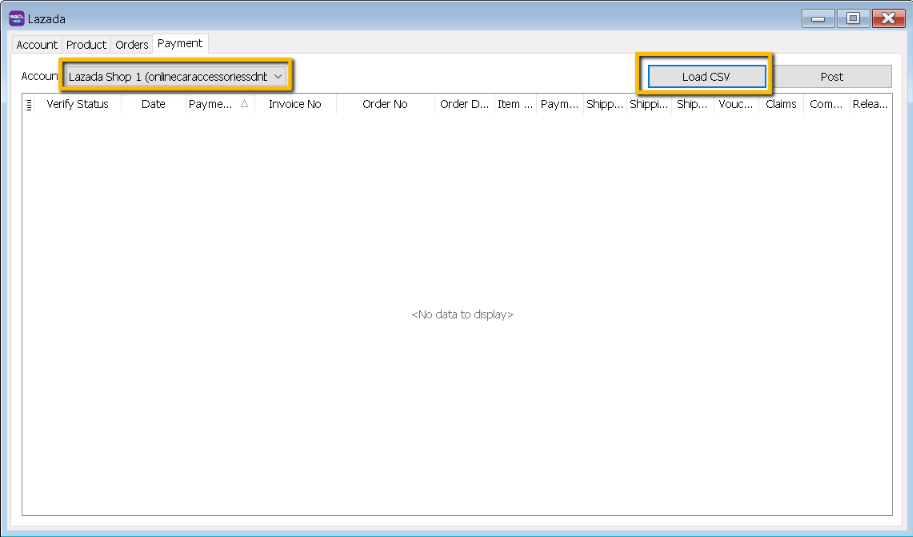 Lazada
Account Product Orders Payment
Accoun Lazada Shop 1 (onlinecaraccessoriessdnb Load CSV Post
Verify Status Date Payme... Invoice No Order No Order D... Item ... Paym... Shipp... Shippi... Ship... Vouc... Claims Com... Relea...
<No data to display>